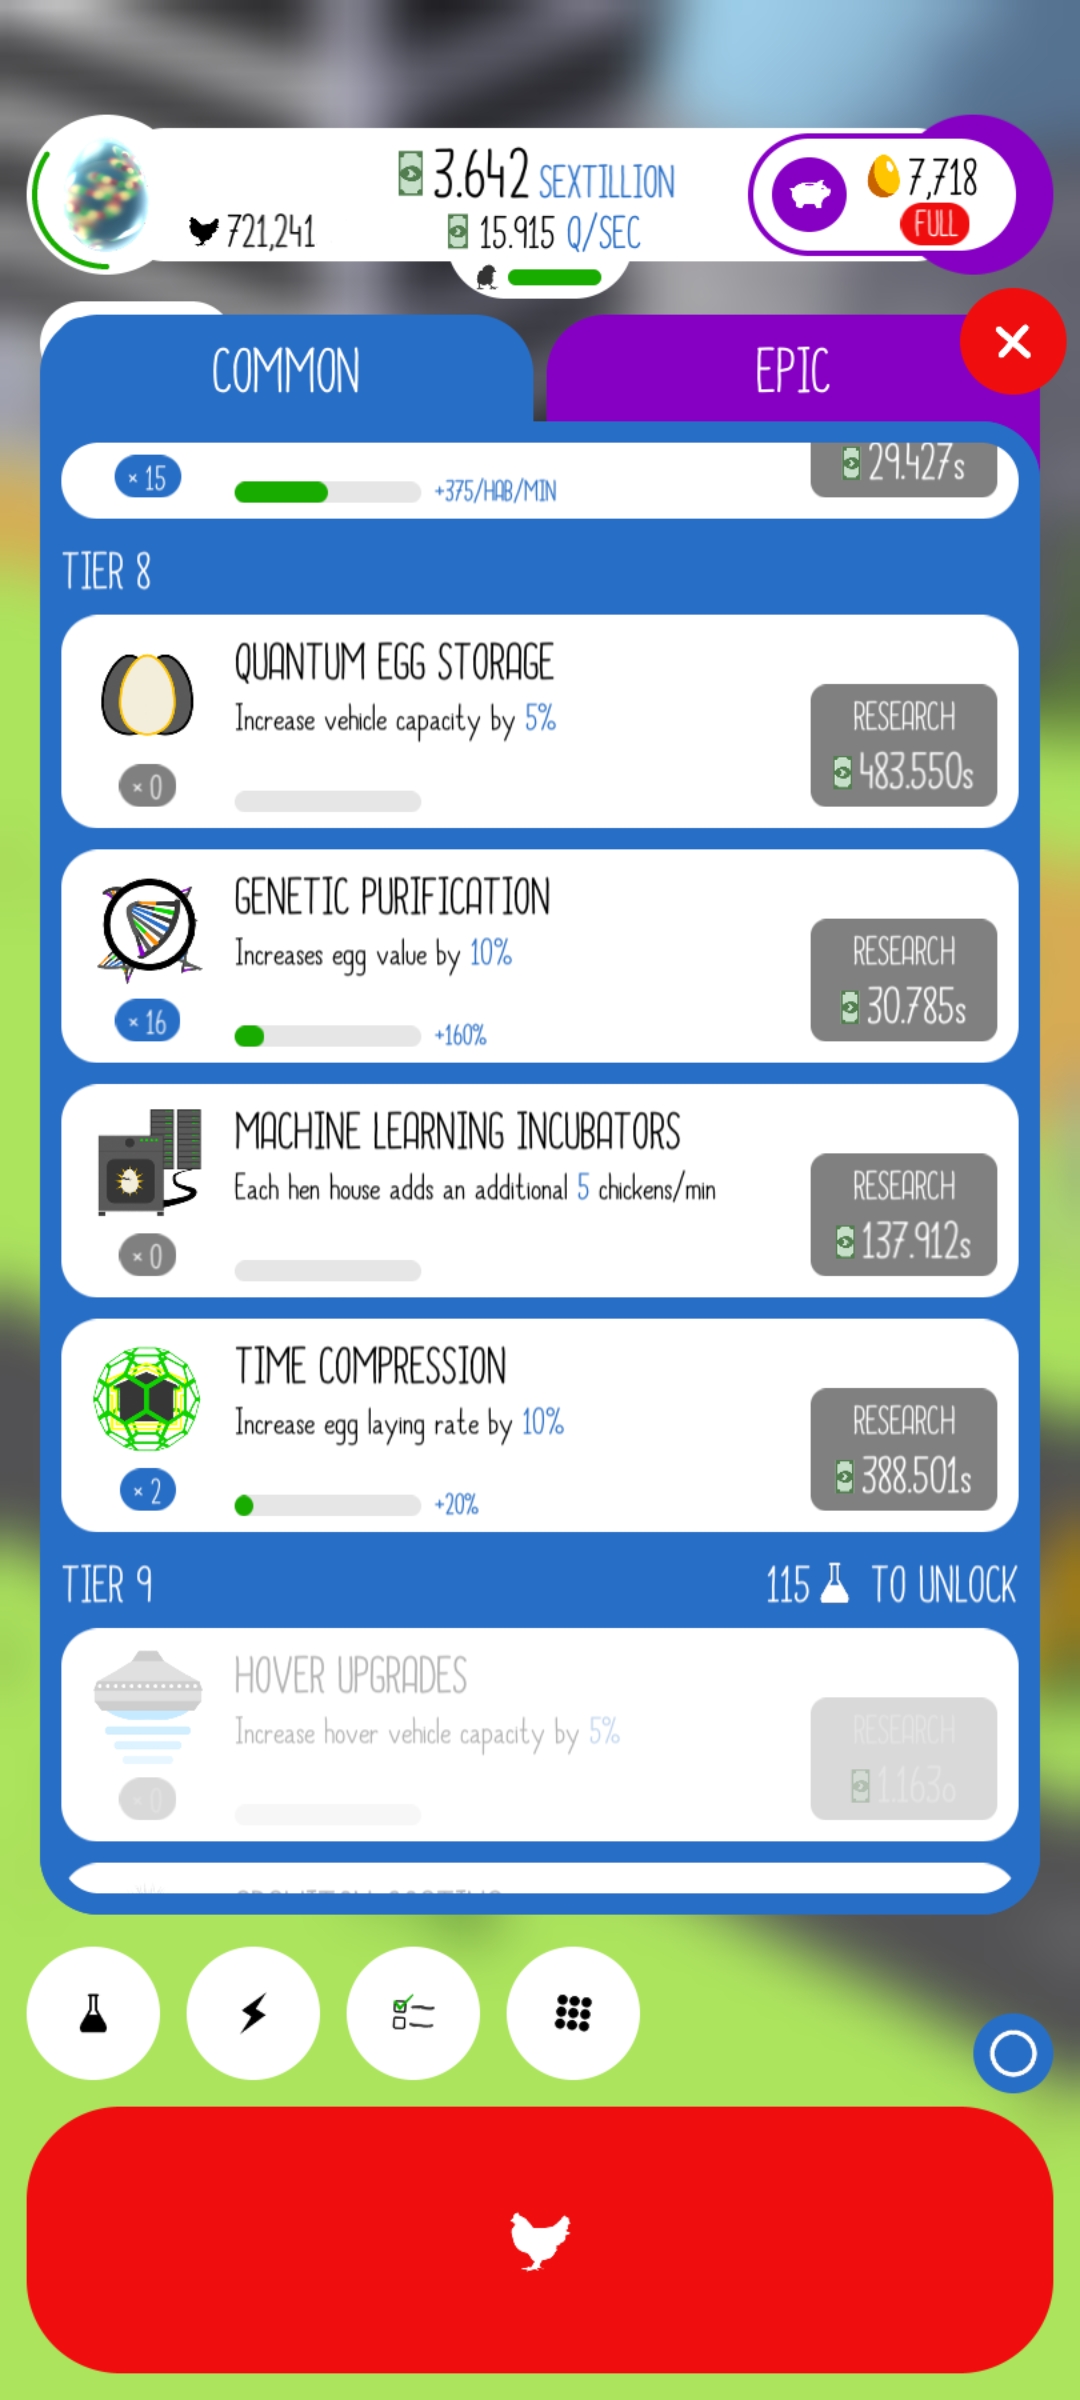 3.642 SEXTILLION
7,718
721,241
15.915 Q/SEC
FULL
COMMON
EPIC
× 15
+375/HAB/MIN
29.427s
TIER 8
QUANTUM EGG STORAGE
Increase vehicle capacity by 5%
RESEARCH
483.550s
× 0
GENETIC PURIFICATION
Increases egg value by 10%
RESEARCH
30.785s
× 16
+160%
MACHINE LEARNING INCUBATORS
Each hen house adds an additional 5 chickens/min
RESEARCH
137.912s
× 0
TIME COMPRESSION
Increase egg laying rate by 10%
RESEARCH
388.501s
× 2
+20%
TIER 9
115 TO UNLOCK
HOVER UPGRADES
Increase hover vehicle capacity by 5%
RESEARCH
1.163o
× 0